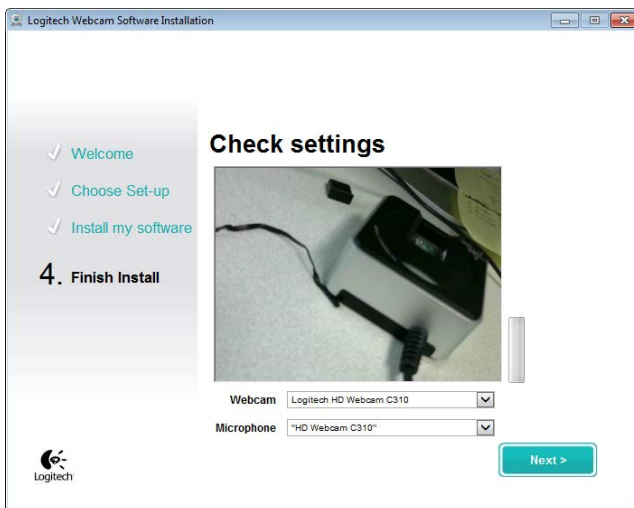 Logitech Webcam Software Installation
Check settings
Welcome
Choose Set-up
Install my software
4. Finish Install
Webcam
Logitech HD Webcam C310
Microphone
"HD Webcam C310"
Next >
Logitech